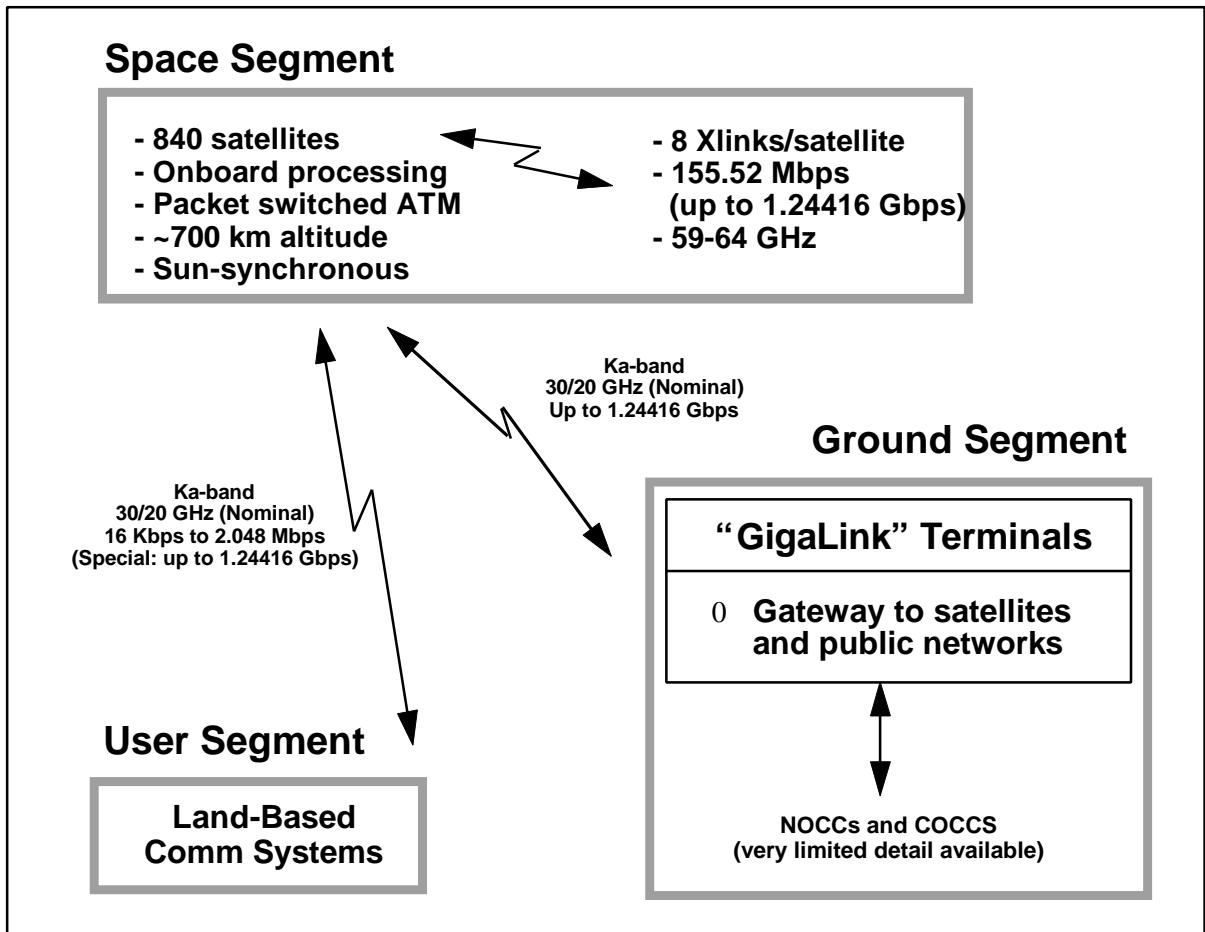 Space Segment
- 840 satellites
- Onboard processing
- Packet switched ATM
- ~700 km altitude
- Sun-synchronous
- 8 Xlinks/satellite
- 155.52 Mbps
(up to 1.24416 Gbps)
- 59-64 GHz
Ka-band
30/20 GHz (Nominal)
Up to 1.24416 Gbps
Ka-band
30/20 GHz (Nominal)
16 Kbps to 2.048 Mbps
(Special: up to 1.24416 Gbps)
Ground Segment
“GigaLink” Terminals
0 Gateway to satellites
and public networks
NOCCs and COCCS
(very limited detail available)
User Segment
Land-Based
Comm Systems